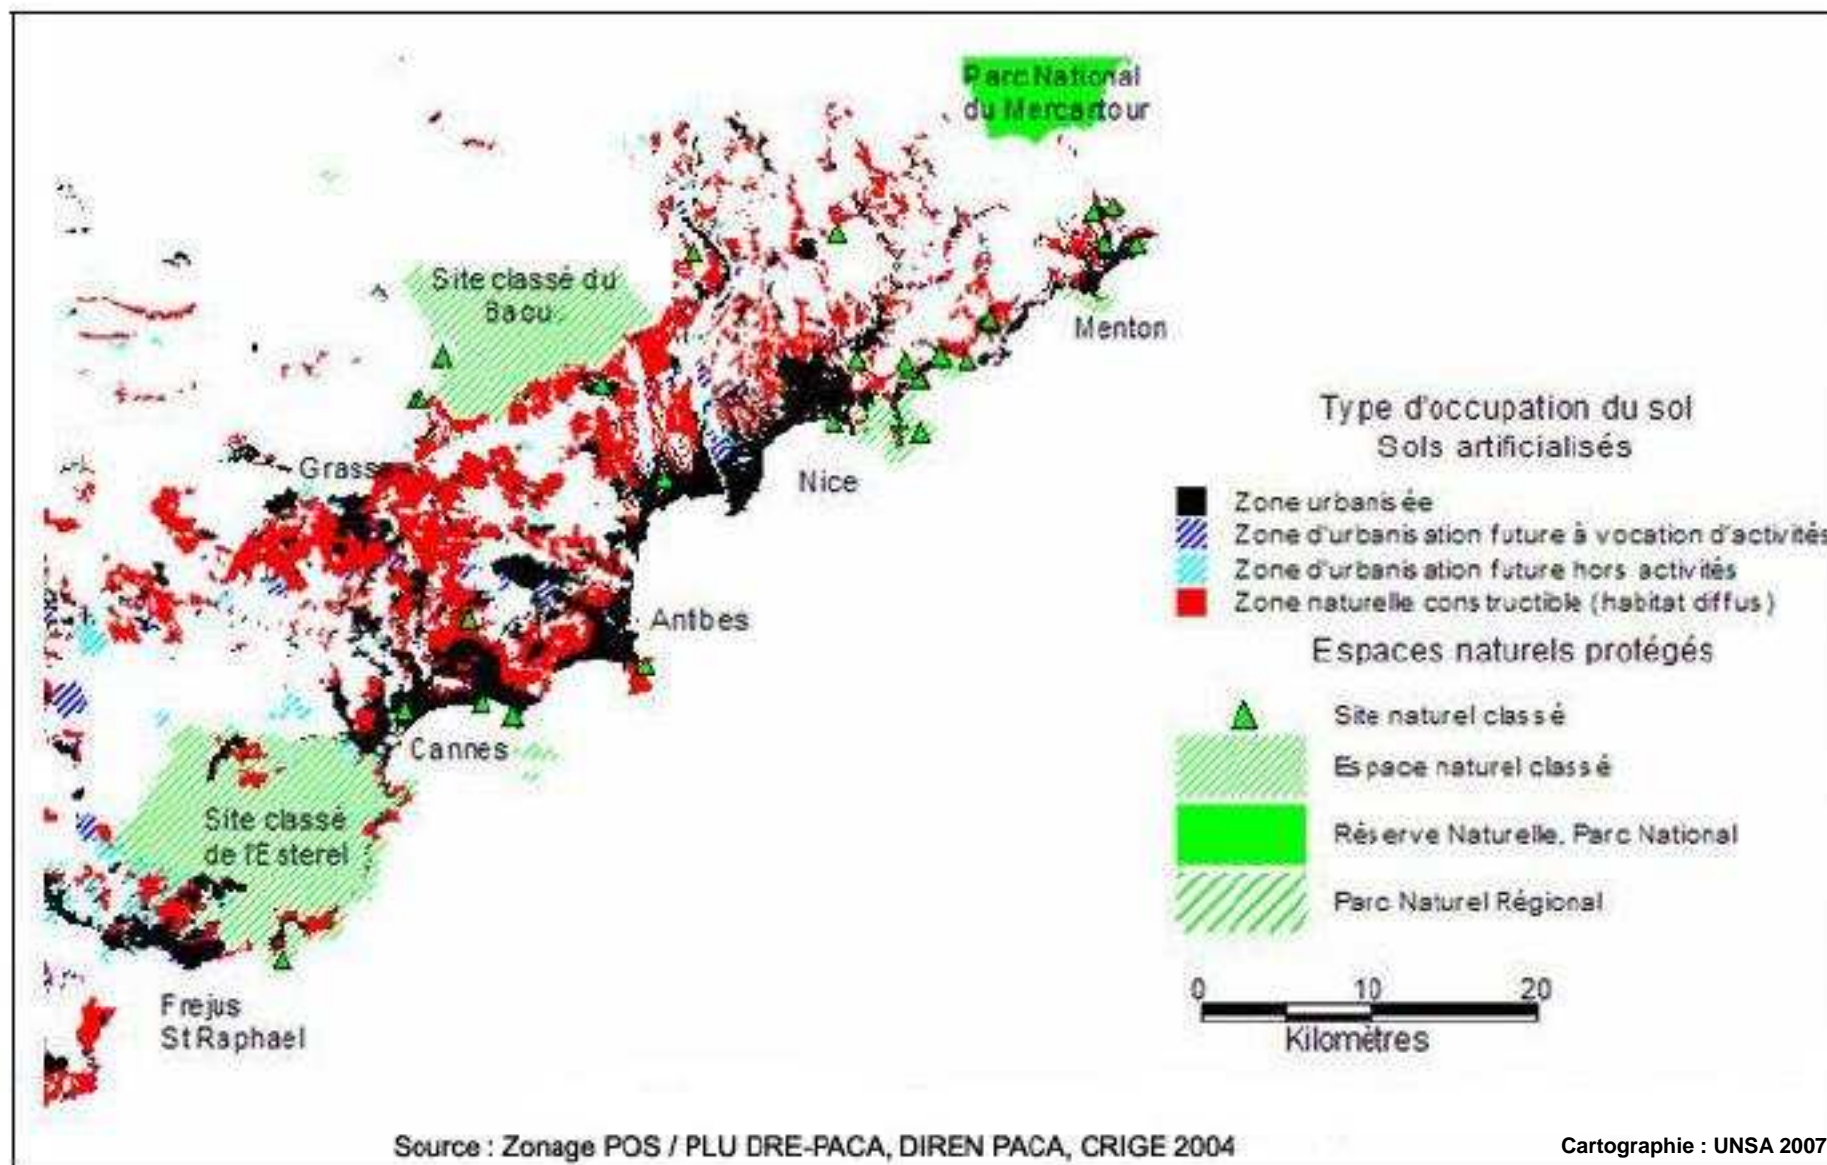 Parc National
du Mercantour
Site classé du
Baou
Menton
Grass
Nice
Antbes
Cannes
Site classé
de l'Esterel
Frejus
St Raphael
Type d'occupation du sol
Sols artificialisés
Zone urbanisée
Zone d'urbanisation future à vocation d'activités
Zone d'urbanisation future hors activités
Zone naturelle constructible (habitat diffus)
Espaces naturels protégés
Site naturel classé
Espace naturel classé
Réserve Naturelle, Parc National
Parc Naturel Régional
0 10 20
Kilomètres
Source : Zonage POS / PLU DRE-PACA, DIREN PACA, CRIGE 2004
Cartographie : UNSA 2007